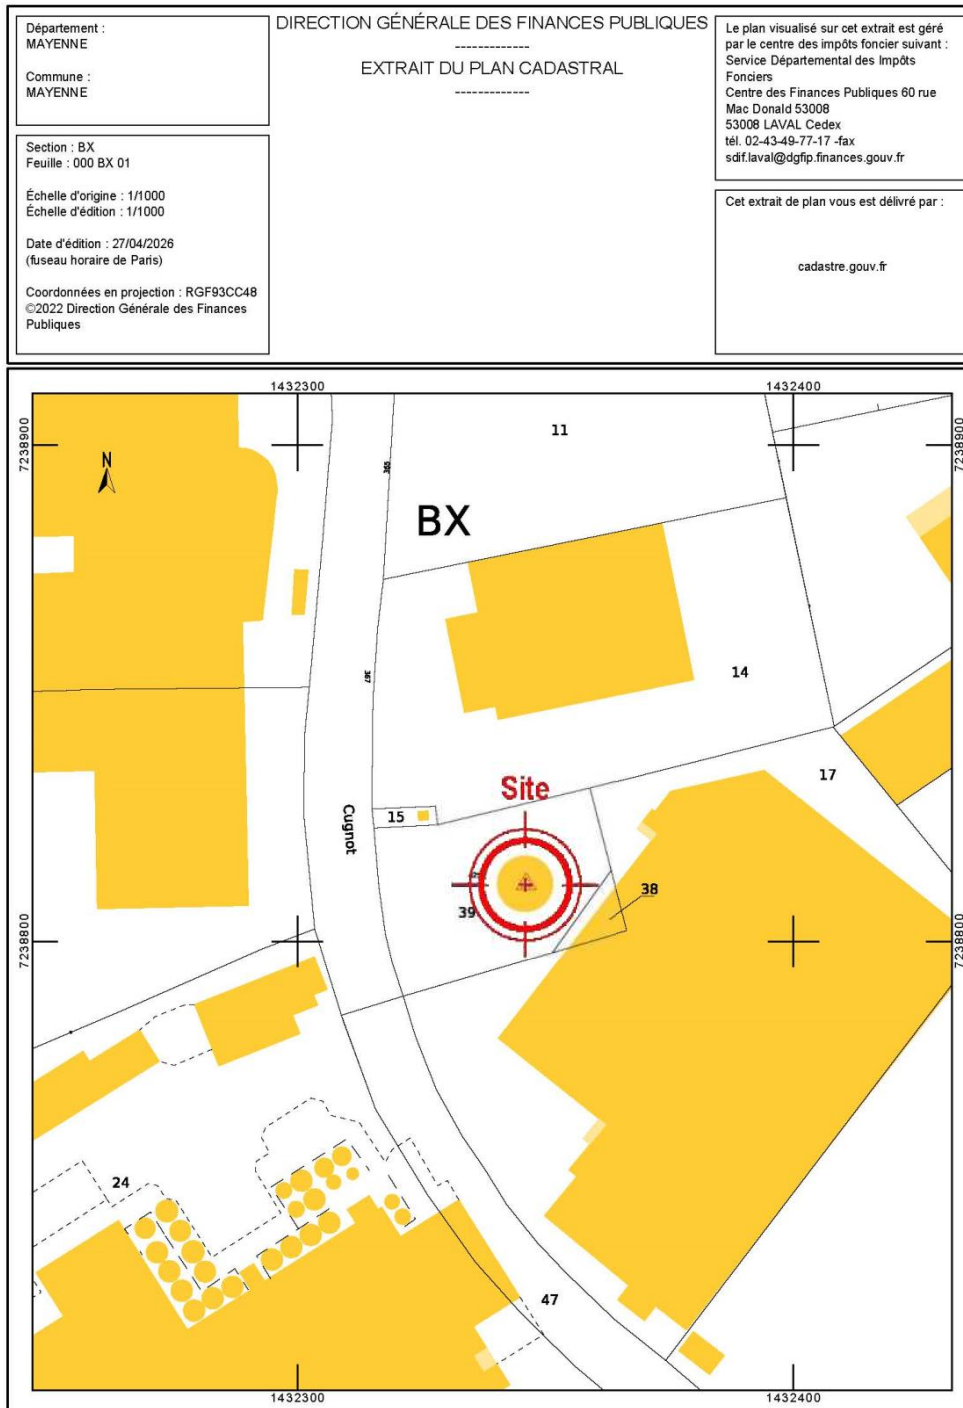 Département :
MAYENNE
Commune :
MAYENNE
Section : BX
Feuille : 000 BX 01
Échelle d'origine : 1/1000
Échelle d'édition : 1/1000
Date d'édition : 27/04/2026
(fuseau horaire de Paris)
Coordonnées en projection : RGF93CC48
©2022 Direction Générale des Finances
Publiques
DIRECTION GÉNÉRALE DES FINANCES PUBLIQUES
-------------
EXTRAIT DU PLAN CADASTRAL
-------------
Le plan visualisé sur cet extrait est géré
par le centre des impôts foncier suivant :
Service Départemental des Impôts
Fonciers
Centre des Finances Publiques 60 rue
Mac Donald 53008
53008 LAVAL Cedex
tél. 02-43-49-77-17 -fax
sdif.laval@dgfip.finances.gouv.fr
Cet extrait de plan vous est délivré par :
cadastre.gouv.fr
1432300
1432400
7238900
7238900
N
11
365
BX
367
14
Site
17
15
Cugnot
39
38
7238800
7238800
24
47
1432300
1432400